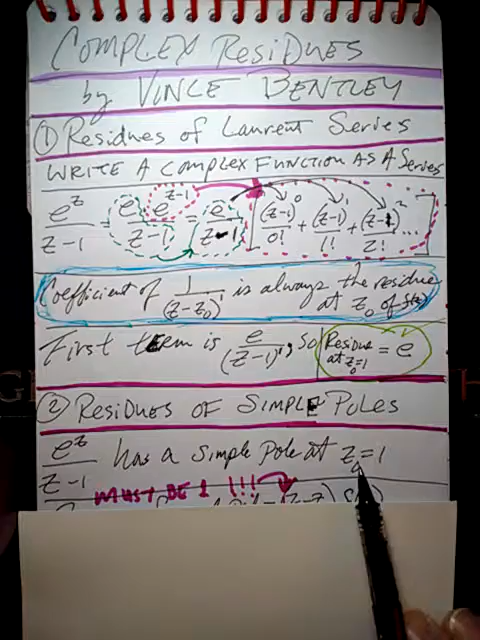 COMPLEX RESIDUES
by VINCE BENTLEY
① Residues of Laurent Series
WRITE A COMPLEX FUNCTION AS A Series
e^z/(z-1) = e e^(z-1)/(z-1) = e/(z-1) [(z-1)^0/0! + (z-1)^1/1! + (z-1)^2/2! ...]
Coefficient of 1/(z-z₀)^1 is always the residue
at z₀ of f(z)
First term is e/(z-1)^1, so Residue at z₀=1 = e
② RESIDUES OF SIMPLE POLES
e^z/(z-1) has a simple Pole at z₀=1
MUST BE 1 !!!